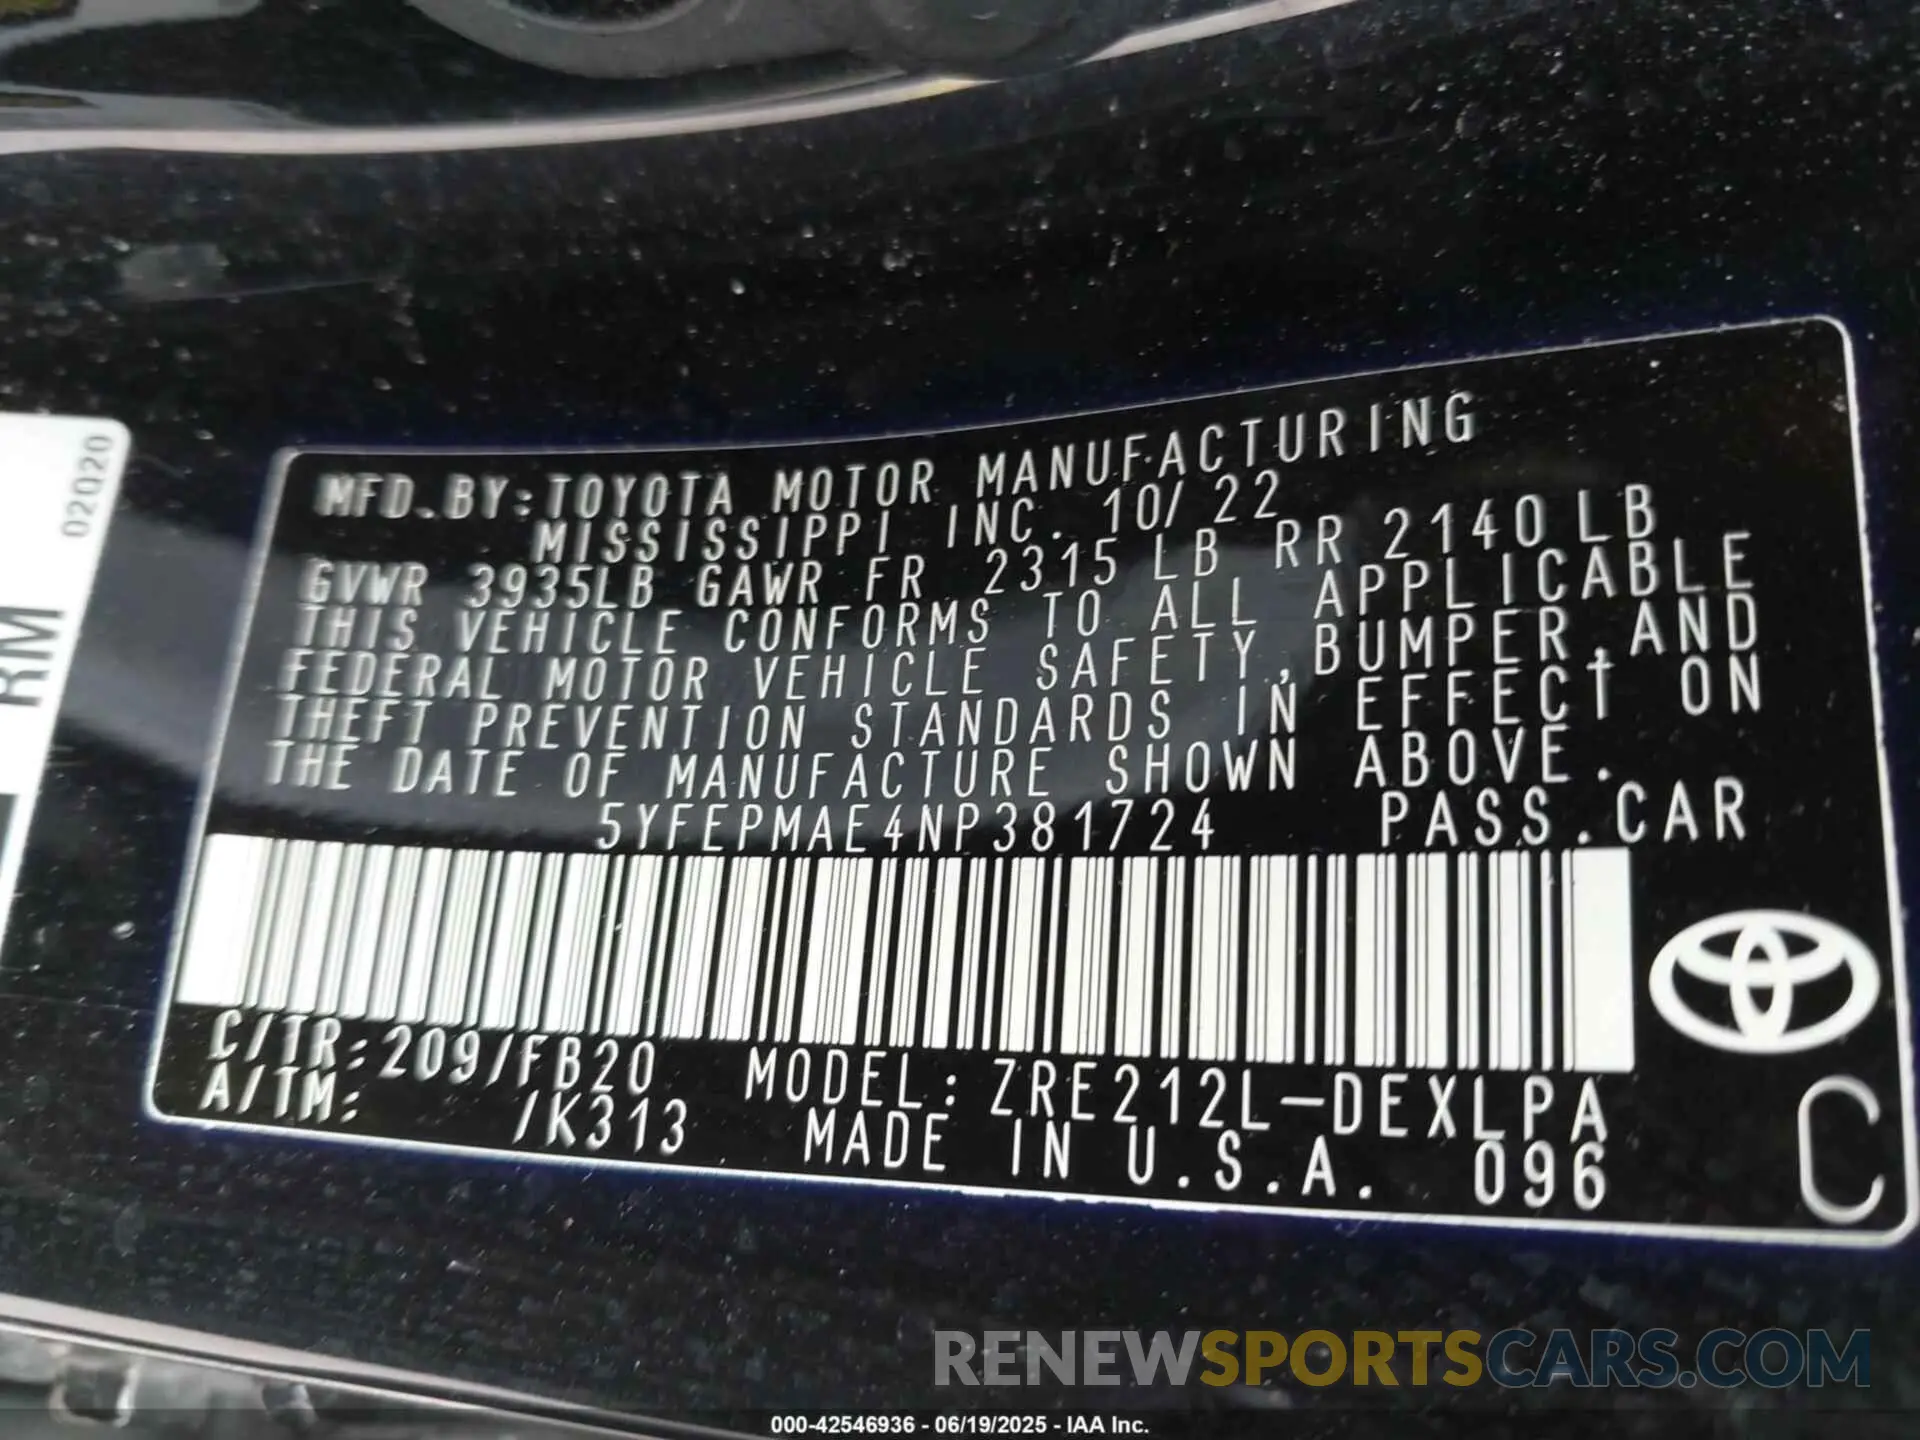 02020
RM
MFD. BY: TOYOTA MOTOR MANUFACTURING
MISSISSIPPI INC. 10/22
GVWR 3935LB GAWR FR 2315 LB RR 2140 LB
THIS VEHICLE CONFORMS TO ALL APPLICABLE
FEDERAL MOTOR VEHICLE SAFETY, BUMPER, AND
THEFT PREVENTION STANDARDS IN EFFECT ON
THE DATE OF MANUFACTURE SHOWN ABOVE.
5YFEPMAE4NP381724 PASS. CAR
C/TR: 209/FB20 MODEL: ZRE212L-DEXLPA
A/TM: /K313 MADE IN U.S.A. 096
C
RENEWSPORTSCARS.COM
000-42546936 - 06/19/2025 - IAA Inc.